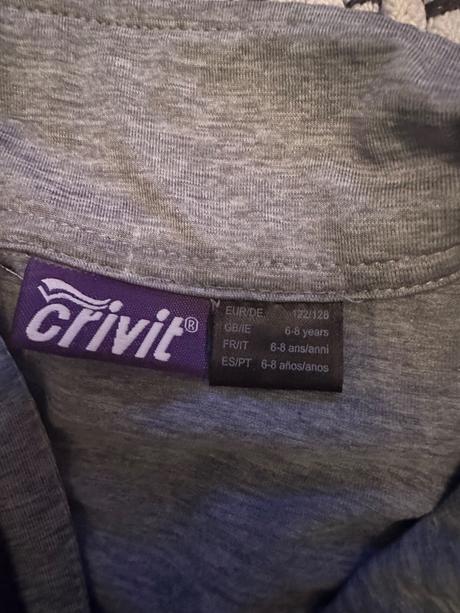 crivit®
EUR/DE 122/128
GB/IE 6-8 years
FR/IT 6-8 ans/anni
ES/PT 6-8 años/anos